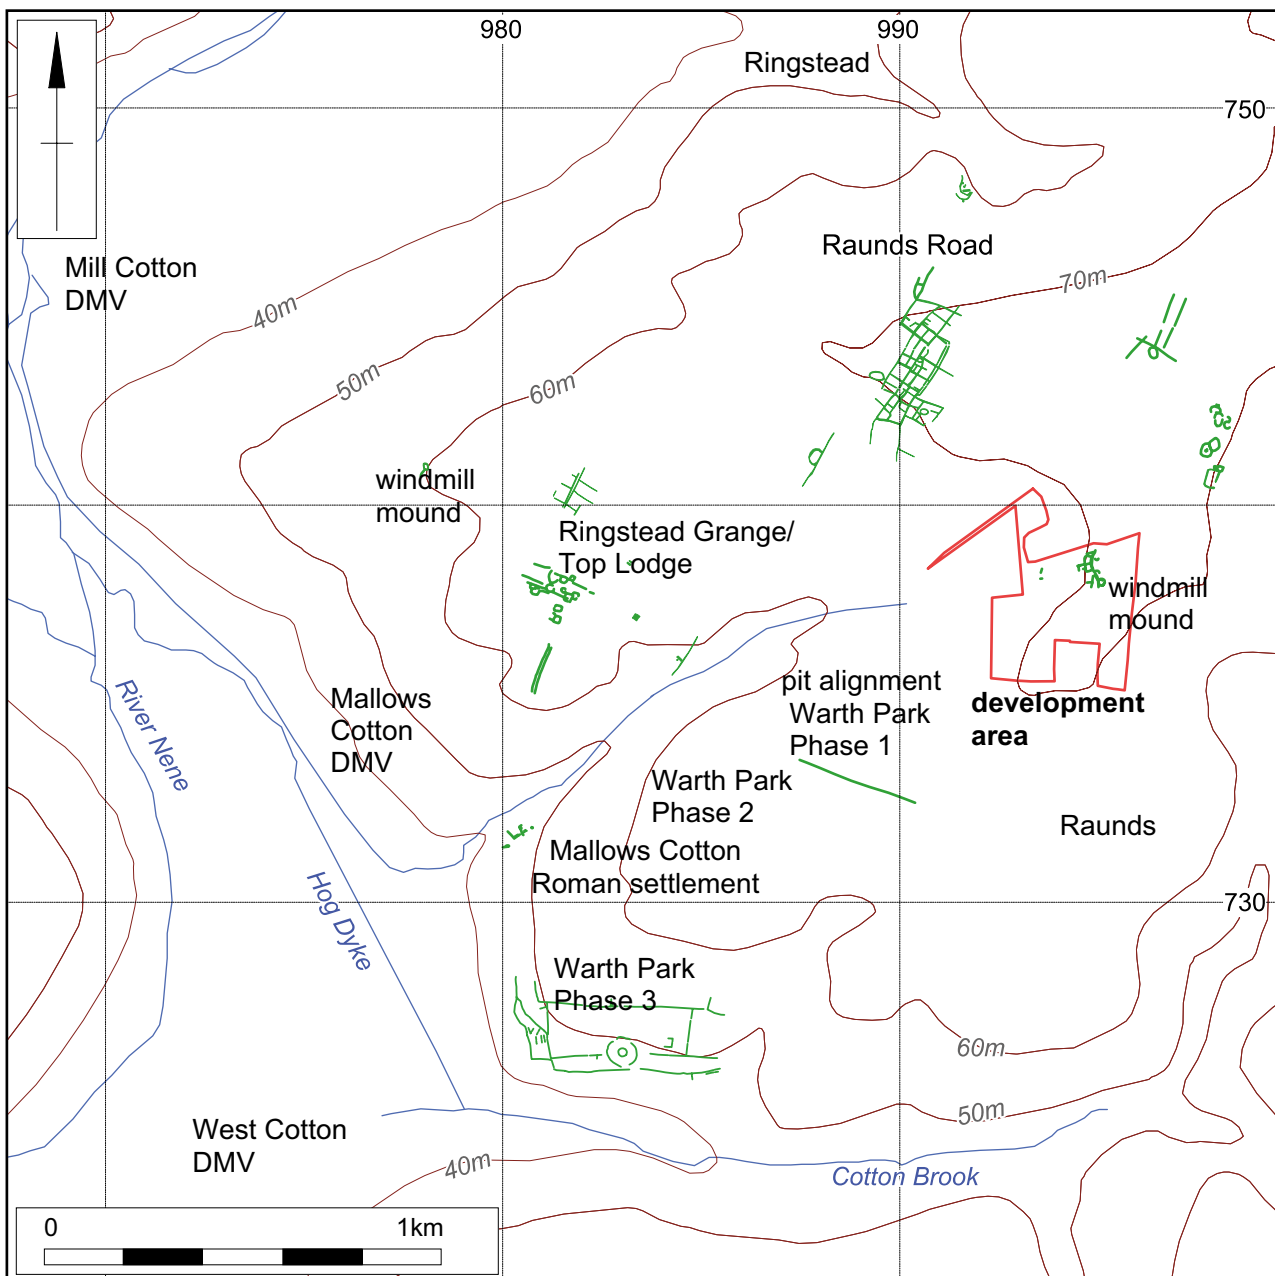 980
990
Ringstead
750
Raunds Road
Mill Cotton
DMV
70m
40m
50m
60m
windmill
mound
Ringstead Grange/
Top Lodge
windmill
mound
River Nene
Mallows
Cotton
DMV
pit alignment
Warth Park
Phase 1
development
area
Warth Park
Phase 2
Raunds
Mallows Cotton
Roman settlement
Hog Dyke
730
Warth Park
Phase 3
60m
50m
West Cotton
DMV
40m
Cotton Brook
0
1km